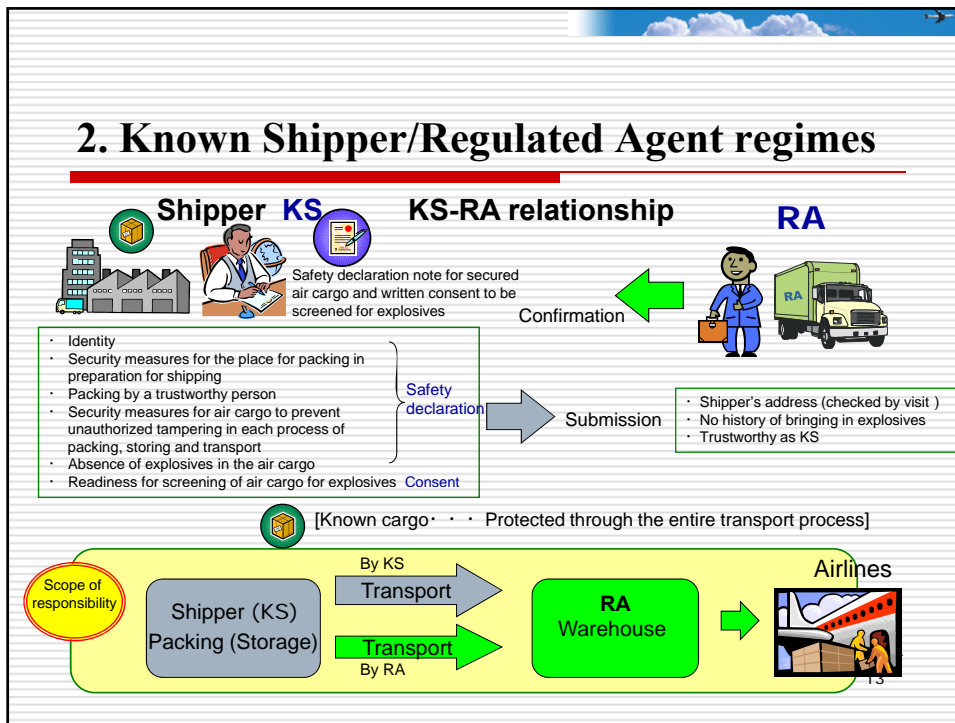 2. Known Shipper/Regulated Agent regimes
Shipper KS
KS-RA relationship
RA
Safety declaration note for secured
air cargo and written consent to be
screened for explosives
Confirmation
RA
・ Identity
・ Security measures for the place for packing in
preparation for shipping
・ Packing by a trustworthy person
・ Security measures for air cargo to prevent
unauthorized tampering in each process of
packing, storing and transport
・ Absence of explosives in the air cargo
・ Readiness for screening of air cargo for explosives Consent
Safety
declaration
Submission
・ Shipper's address (checked by visit )
・ No history of bringing in explosives
・ Trustworthy as KS
[Known cargo・・・ Protected through the entire transport process]
Scope of
responsibility
Shipper (KS)
Packing (Storage)
By KS
Transport
Transport
By RA
RA
Warehouse
Airlines
13